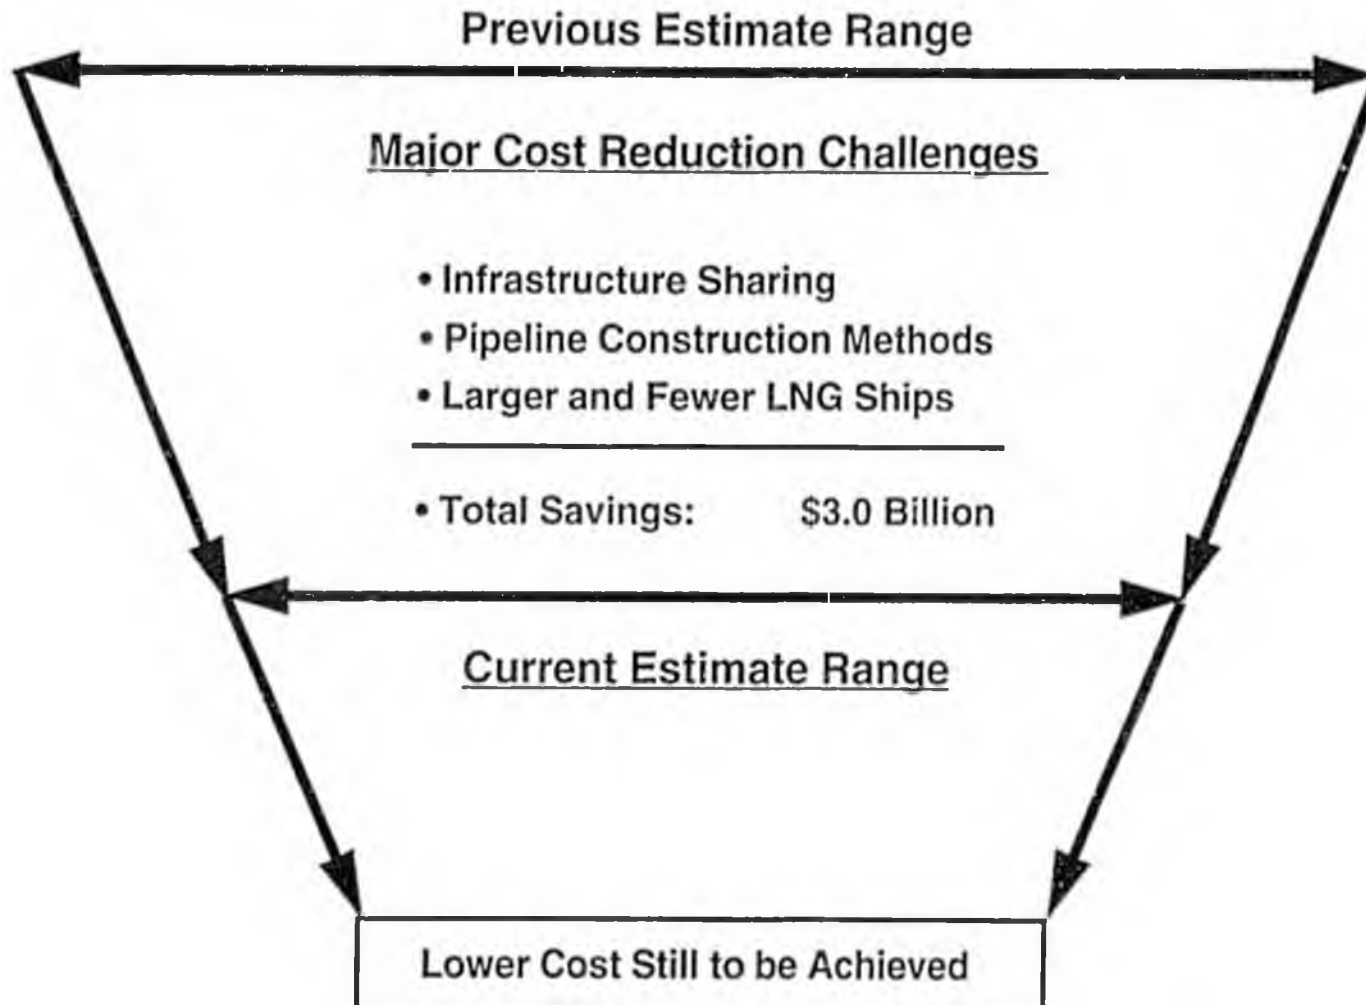 Previous Estimate Range
Major Cost Reduction Challenges
• Infrastructure Sharing
• Pipeline Construction Methods
• Larger and Fewer LNG Ships
• Total Savings: $3.0 Billion
Current Estimate Range
Lower Cost Still to be Achieved